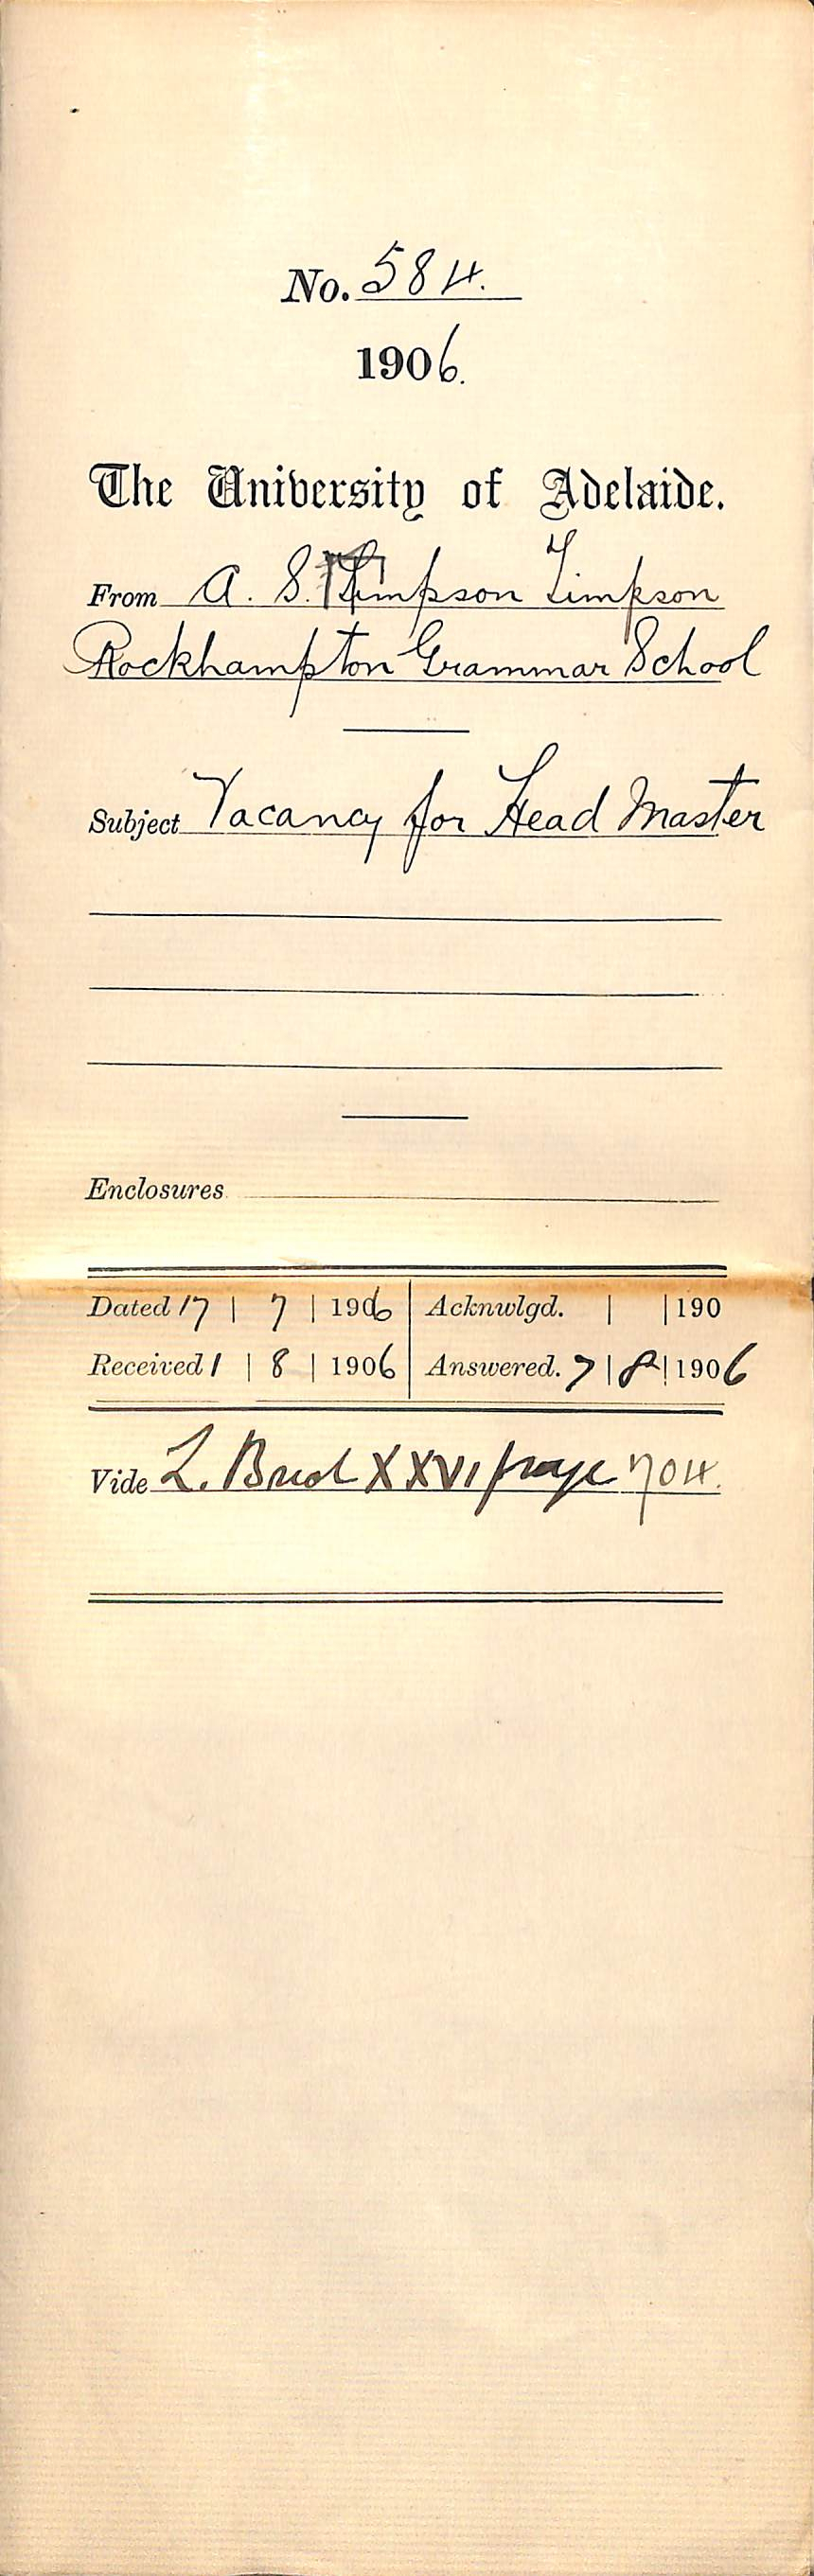 No. 584.
1906.
The University of Adelaide.
From A. S. Timpson Timpson
Rockhampton Grammar School
Subject Vacancy for Head Master
Enclosures
Dated 17 | 7 | 1906 | Acknwlgd. | | 190
Received 1 | 8 | 1906 | Answered. 7 | 8 | 1906
Vide L. Book XXVI page 704.